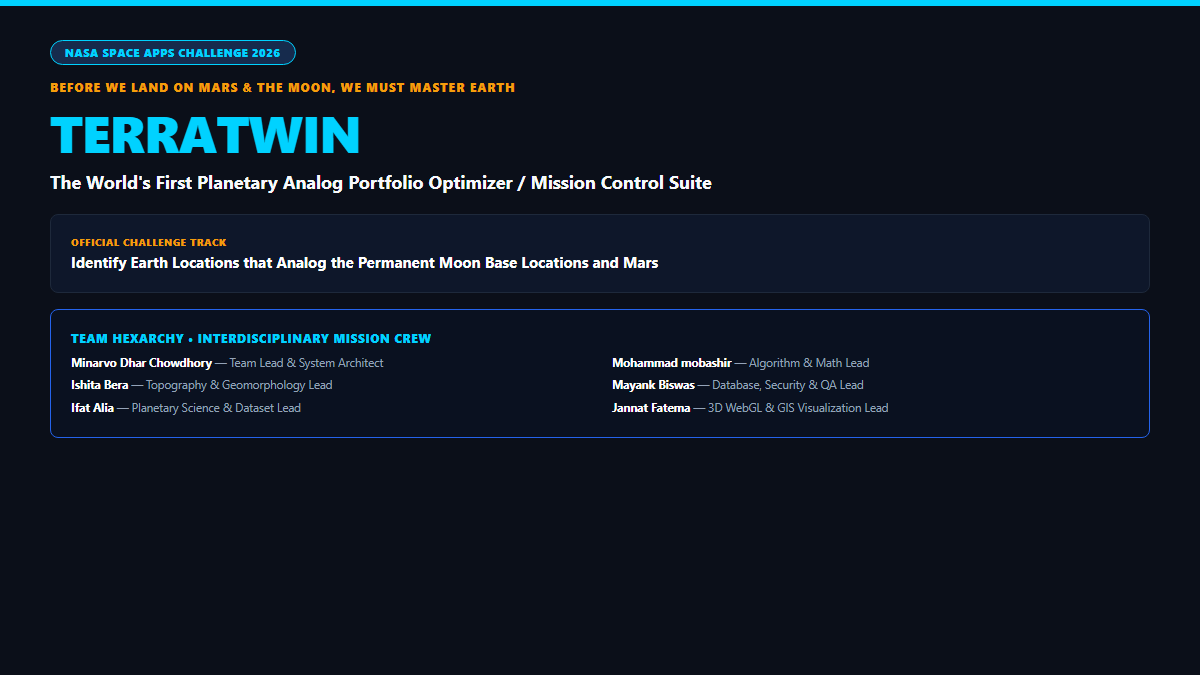 NASA SPACE APPS CHALLENGE 2026
BEFORE WE LAND ON MARS & THE MOON, WE MUST MASTER EARTH
TERRATWIN
The World's First Planetary Analog Portfolio Optimizer / Mission Control Suite
OFFICIAL CHALLENGE TRACK
Identify Earth Locations that Analog the Permanent Moon Base Locations and Mars
TEAM HEXARCHY • INTERDISCIPLINARY MISSION CREW
Minarvo Dhar Chowdhory — Team Lead & System Architect
Mohammad mobashir — Algorithm & Math Lead
Ishita Bera — Topography & Geomorphology Lead
Mayank Biswas — Database, Security & QA Lead
Ifat Alia — Planetary Science & Dataset Lead
Jannat Fatema — 3D WebGL & GIS Visualization Lead